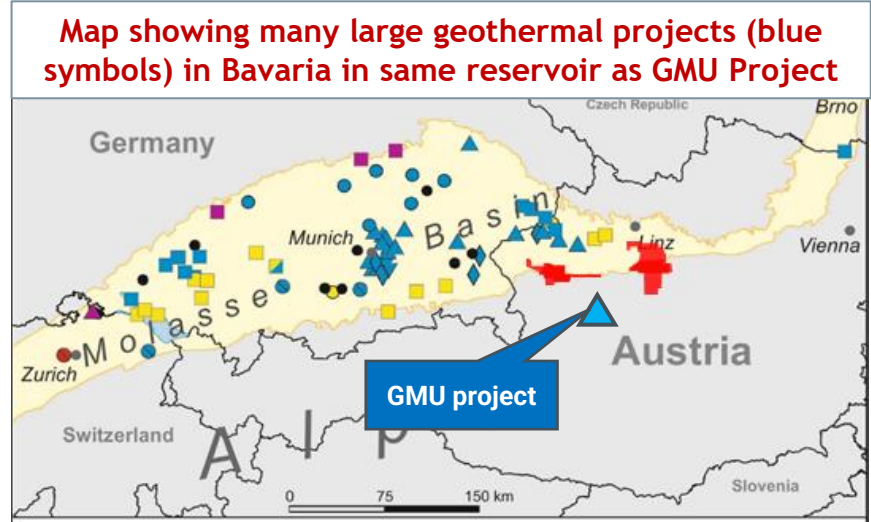 Map showing many large geothermal projects (blue
symbols) in Bavaria in same reservoir as GMU Project
Czech Republic
Brno
Germany
Munich
Basin
Linz
Vienna
Molasse
Zurich
Austria
GMU project
Switzerland
Alp
Slovenia
0 75 150 km